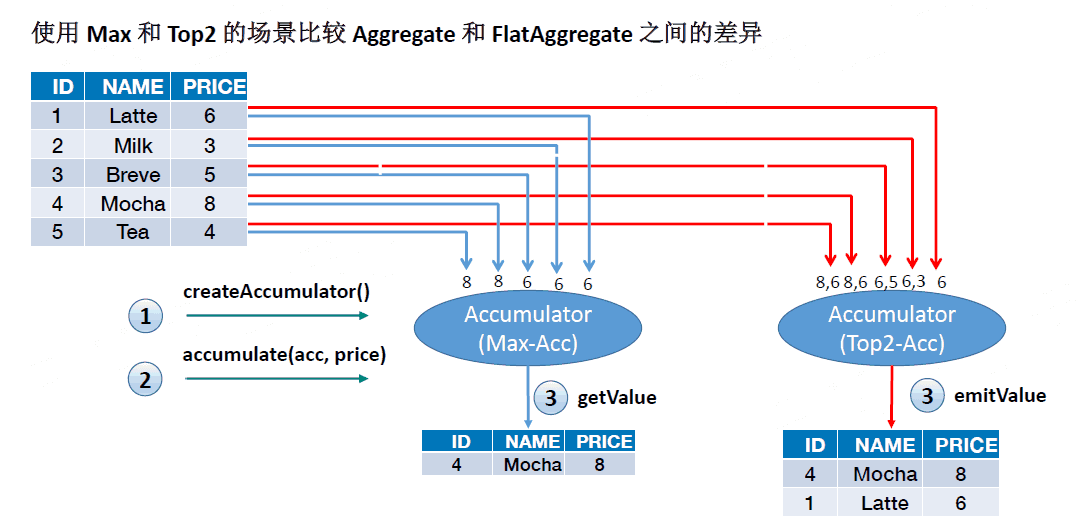 使用 Max 和 Top2 的场景比较 Aggregate 和 FlatAggregate 之间的差异
ID NAME PRICE
1 Latte 6
2 Milk 3
3 Breve 5
4 Mocha 8
5 Tea 4
8 8 6 6 6
8,6 8,6 6,5 6,3 6
1 createAccumulator()
2 accumulate(acc, price)
Accumulator
(Max-Acc)
Accumulator
(Top2-Acc)
3 getValue
3 emitValue
ID NAME PRICE
4 Mocha 8
ID NAME PRICE
4 Mocha 8
1 Latte 6